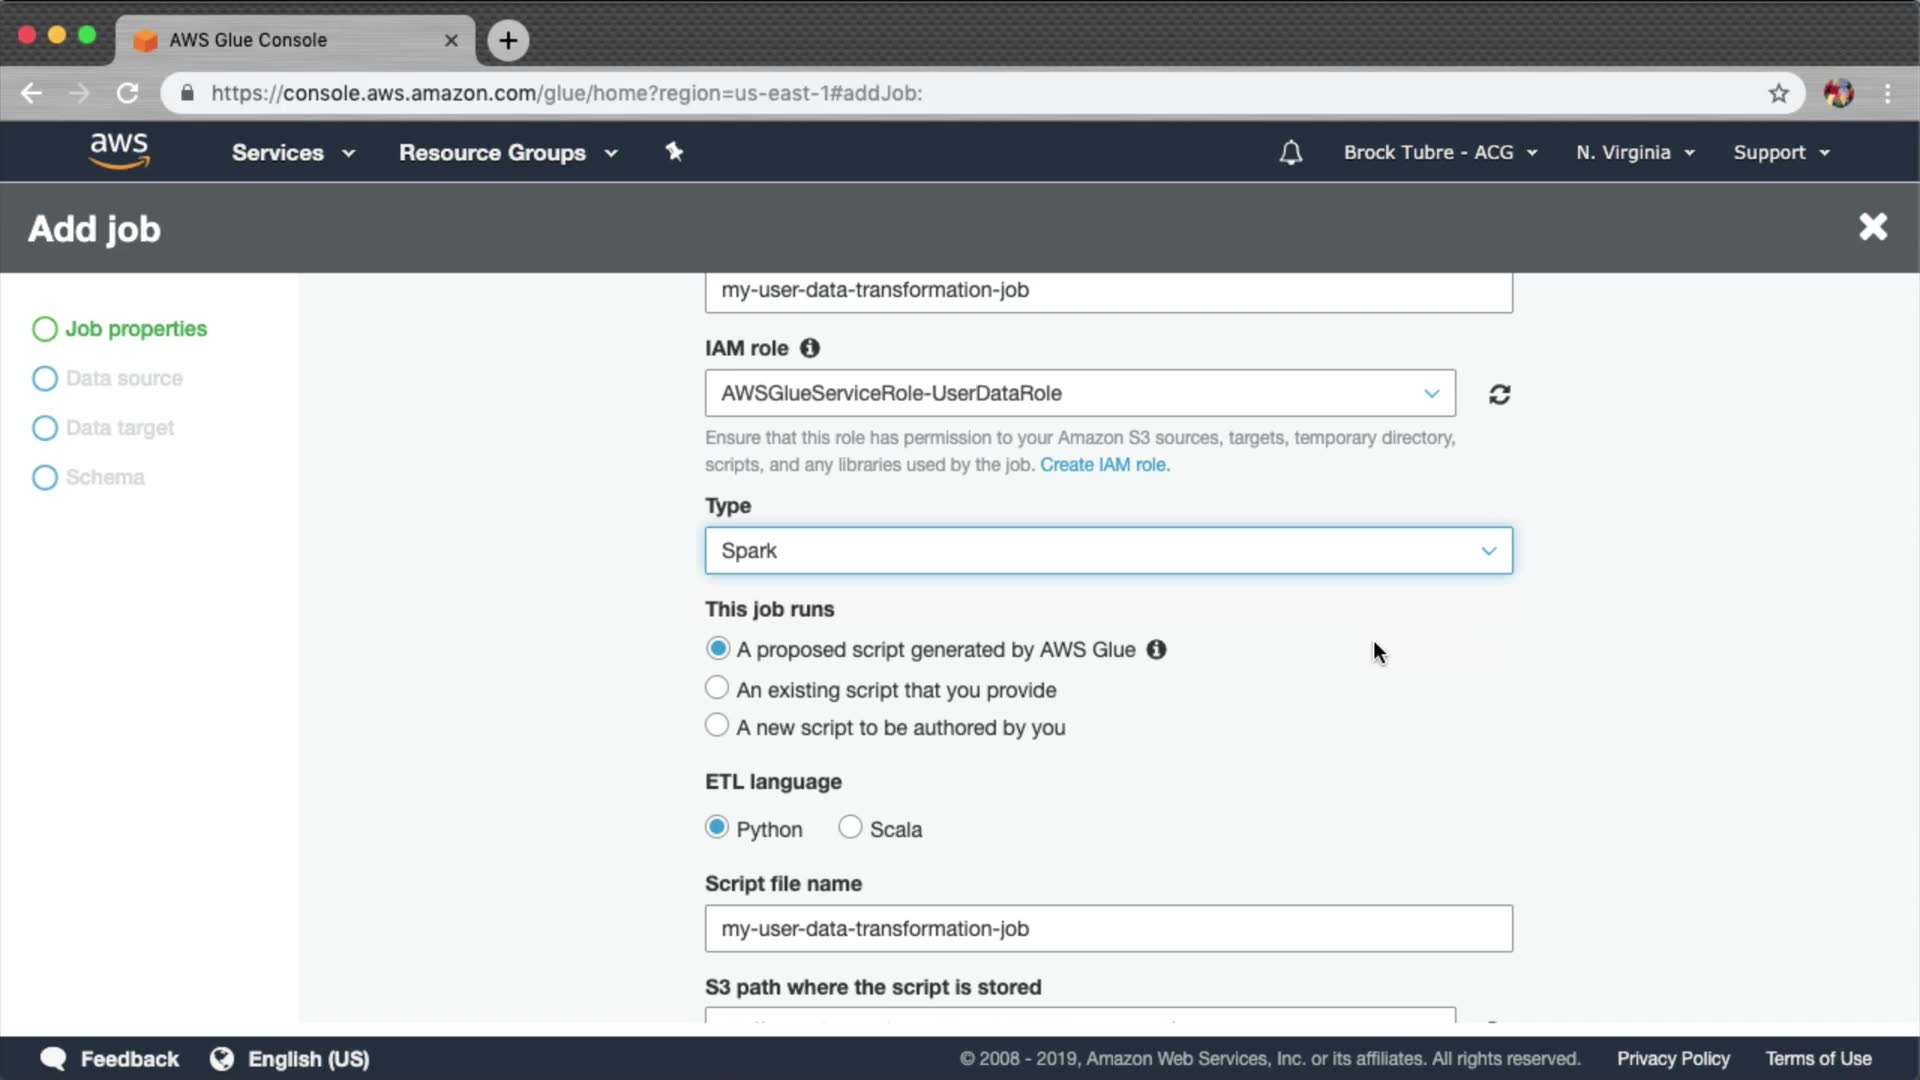 AWS Glue Console
https://console.aws.amazon.com/glue/home?region=us-east-1#addJob:
aws Services Resource Groups Brock Tubre - ACG N. Virginia Support
Add job
Job properties
Data source
Data target
Schema
my-user-data-transformation-job
IAM role
AWSGlueServiceRole-UserDataRole
Ensure that this role has permission to your Amazon S3 sources, targets, temporary directory,
scripts, and any libraries used by the job. Create IAM role.
Type
Spark
This job runs
A proposed script generated by AWS Glue
An existing script that you provide
A new script to be authored by you
ETL language
Python Scala
Script file name
my-user-data-transformation-job
S3 path where the script is stored
Feedback English (US) © 2008 - 2019, Amazon Web Services, Inc. or its affiliates. All rights reserved. Privacy Policy Terms of Use